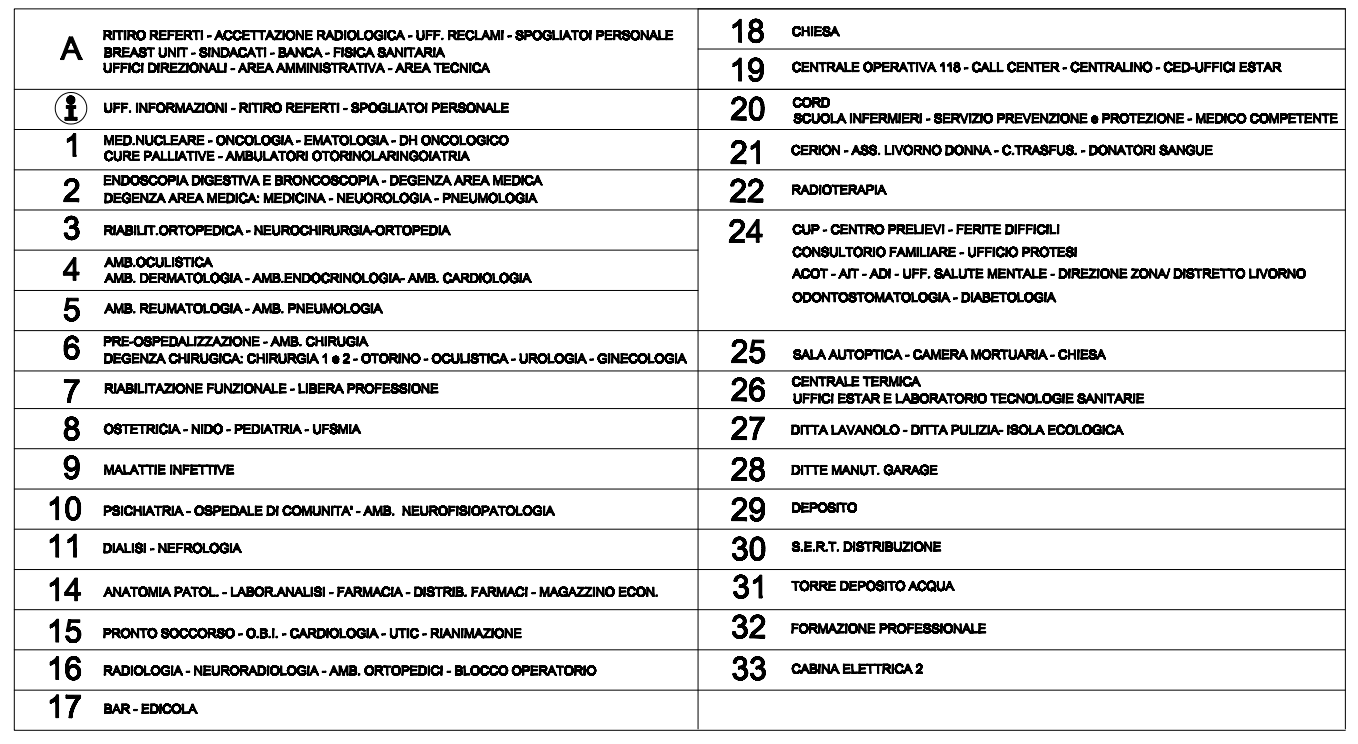 A
RITIRO REFERTI - ACCETTAZIONE RADIOLOGICA - UFF. RECLAMI - SPOGLIATOI PERSONALE
BREAST UNIT - SINDACATI - BANCA - FISICA SANITARIA
UFFICI DIREZIONALI - AREA AMMINISTRATIVA - AREA TECNICA
i
UFF. INFORMAZIONI - RITIRO REFERTI - SPOGLIATOI PERSONALE
1
MED.NUCLEARE - ONCOLOGIA - EMATOLOGIA - DH ONCOLOGICO
CURE PALLIATIVE - AMBULATORI OTORINOLARINGOIATRIA
2
ENDOSCOPIA DIGESTIVA E BRONCOSCOPIA - DEGENZA AREA MEDICA
DEGENZA AREA MEDICA: MEDICINA - NEUOROLOGIA - PNEUMOLOGIA
3
RIABILIT.ORTOPEDICA - NEUROCHIRURGIA-ORTOPEDIA
4
AMB.OCULISTICA
AMB. DERMATOLOGIA - AMB.ENDOCRINOLOGIA- AMB. CARDIOLOGIA
5
AMB. REUMATOLOGIA - AMB. PNEUMOLOGIA
6
PRE-OSPEDALIZZAZIONE - AMB. CHIRUGIA
DEGENZA CHIRUGICA: CHIRURGIA 1 e 2 - OTORINO - OCULISTICA - UROLOGIA - GINECOLOGIA
7
RIABILITAZIONE FUNZIONALE - LIBERA PROFESSIONE
8
OSTETRICIA - NIDO - PEDIATRIA - UFSMIA
9
MALATTIE INFETTIVE
10
PSICHIATRIA - OSPEDALE DI COMUNITA' - AMB. NEUROFISIOPATOLOGIA
11
DIALISI - NEFROLOGIA
14
ANATOMIA PATOL. - LABOR.ANALISI - FARMACIA - DISTRIB. FARMACI - MAGAZZINO ECON.
15
PRONTO SOCCORSO - O.B.I. - CARDIOLOGIA - UTIC - RIANIMAZIONE
16
RADIOLOGIA - NEURORADIOLOGIA - AMB. ORTOPEDICI - BLOCCO OPERATORIO
17
BAR - EDICOLA
18
CHIESA
19
CENTRALE OPERATIVA 118 - CALL CENTER - CENTRALINO - CED-UFFICI ESTAR
20
CORD
SCUOLA INFERMIERI - SERVIZIO PREVENZIONE e PROTEZIONE - MEDICO COMPETENTE
21
CERION - ASS. LIVORNO DONNA - C.TRASFUS. - DONATORI SANGUE
22
RADIOTERAPIA
24
CUP - CENTRO PRELIEVI - FERITE DIFFICILI
CONSULTORIO FAMILIARE - UFFICIO PROTESI
ACOT - AIT - ADI - UFF. SALUTE MENTALE - DIREZIONE ZONA/ DISTRETTO LIVORNO
ODONTOSTOMATOLOGIA - DIABETOLOGIA
25
SALA AUTOPTICA - CAMERA MORTUARIA - CHIESA
26
CENTRALE TERMICA
UFFICI ESTAR E LABORATORIO TECNOLOGIE SANITARIE
27
DITTA LAVANOLO - DITTA PULIZIA- ISOLA ECOLOGICA
28
DITTE MANUT. GARAGE
29
DEPOSITO
30
S.E.R.T. DISTRIBUZIONE
31
TORRE DEPOSITO ACQUA
32
FORMAZIONE PROFESSIONALE
33
CABINA ELETTRICA 2